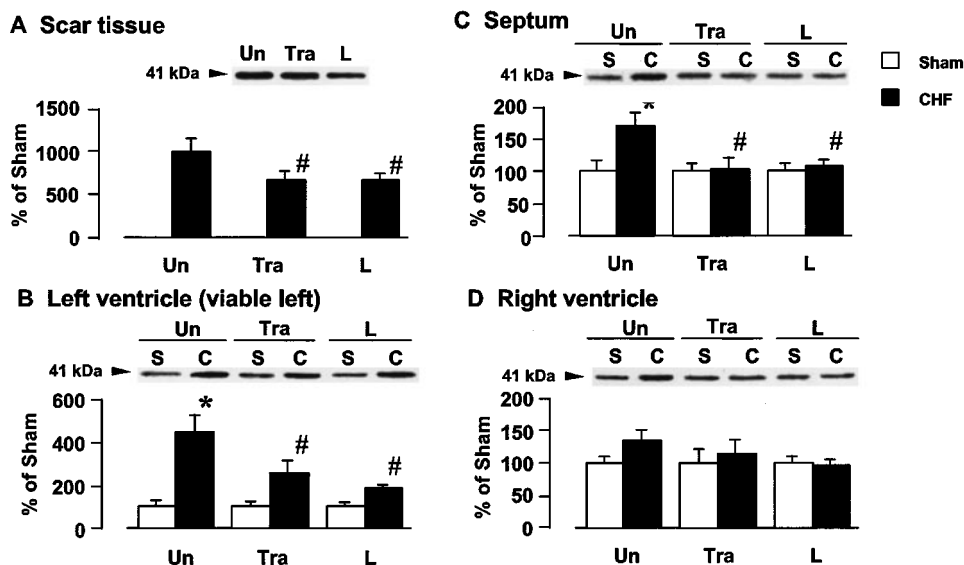 A Scar tissue
Un Tra L
41 kDa
1500
1000
500
0
% of Sham
# #
Un Tra L
B Left ventricle (viable left)
Un Tra L
S C S C S C
41 kDa
600
400
200
0
% of Sham
* # #
Un Tra L
C Septum
Un Tra L
S C S C S C
41 kDa
200
150
100
50
0
% of Sham
* # #
Un Tra L
Sham
CHF
D Right ventricle
Un Tra L
S C S C S C
41 kDa
200
150
100
50
0
% of Sham
Un Tra L